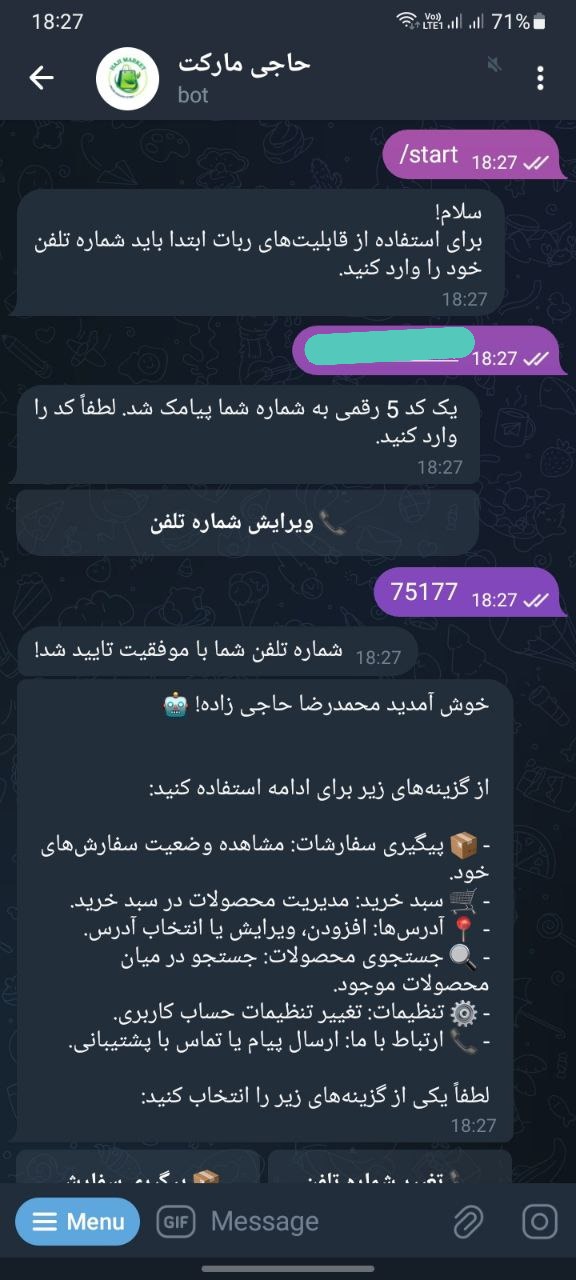 18:27
Vo)) LTE1 71%
حاجی مارکت
bot
HAJI MARKET
/start 18:27
سلام!
برای استفاده از قابلیت‌های ربات ابتدا باید شماره تلفن
خود را وارد کنید.
18:27
18:27
یک کد 5 رقمی به شماره شما پیامک شد. لطفاً کد را
وارد کنید.
18:27
📞 ویرایش شماره تلفن
75177 18:27
شماره تلفن شما با موفقیت تایید شد!
18:27
خوش آمدید محمدرضا حاجی زاده! 🤖
از گزینه‌های زیر برای ادامه استفاده کنید:
- 📦 پیگیری سفارشات: مشاهده وضعیت سفارش‌های
خود.
- 🛒 سبد خرید: مدیریت محصولات در سبد خرید.
- 📍 آدرس‌ها: افزودن، ویرایش یا انتخاب آدرس.
- 🔍 جستجوی محصولات: جستجو در میان
محصولات موجود.
- ⚙️ تنظیمات: تغییر تنظیمات حساب کاربری.
- 📞 ارتباط با ما: ارسال پیام یا تماس با پشتیبانی.
لطفاً یکی از گزینه‌های زیر را انتخاب کنید:
18:27
📞 تغییر شماره تلفن
📦 پیگیری سفارش
Menu GIF Message